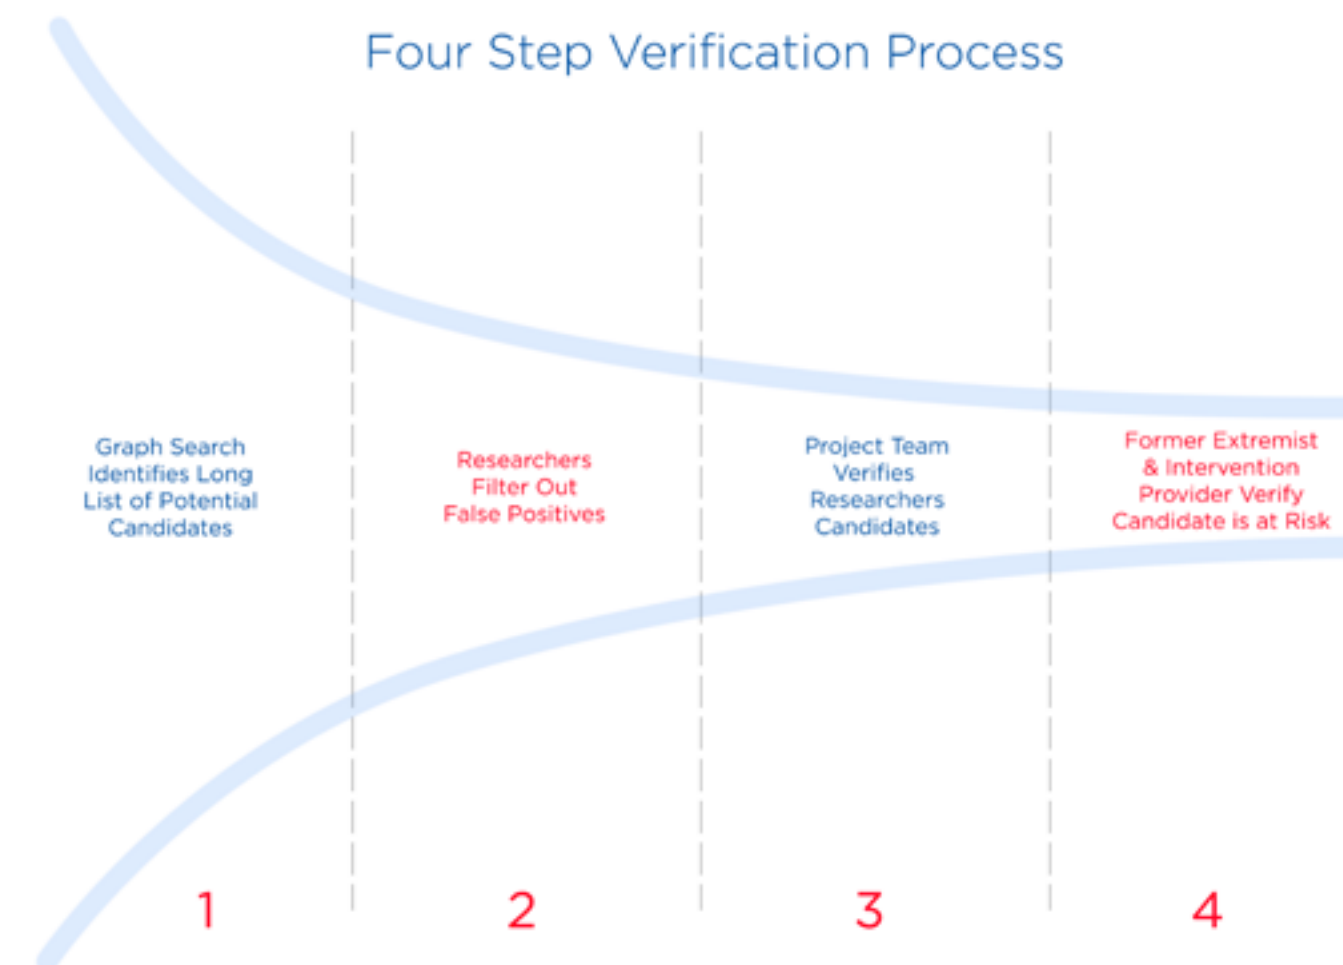 Four Step Verification Process
Graph Search
Identifies Long
List of Potential
Candidates
Researchers
Filter Out
False Positives
Project Team
Verifies
Researchers
Candidates
Former Extremist
& Intervention
Provider Verify
Candidate is at Risk
1
2
3
4